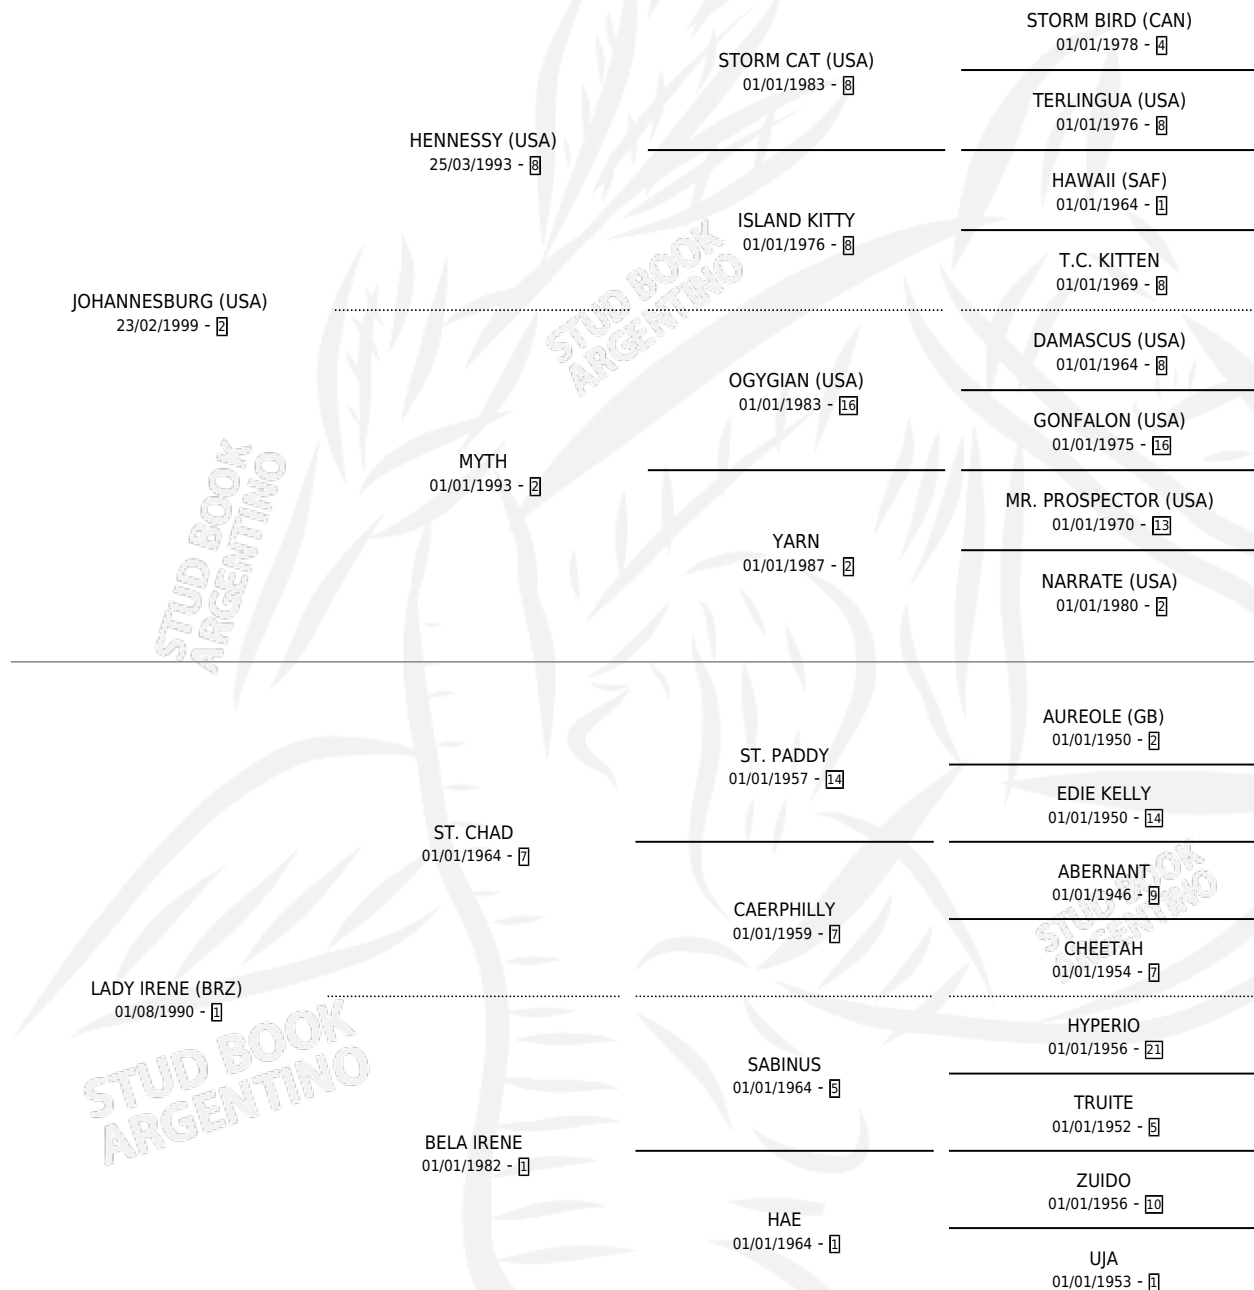 STORM BIRD (CAN)
01/01/1978 - 4
STORM CAT (USA)
01/01/1983 - 8
TERLINGUA (USA)
01/01/1976 - 8
HENNESSY (USA)
25/03/1993 - 8
HAWAII (SAF)
01/01/1964 - 1
ISLAND KITTY
01/01/1976 - 8
T.C. KITTEN
01/01/1969 - 8
JOHANNESBURG (USA)
23/02/1999 - 2
DAMASCUS (USA)
01/01/1964 - 8
OGYGIAN (USA)
01/01/1983 - 16
GONFALON (USA)
01/01/1975 - 16
MYTH
01/01/1993 - 2
MR. PROSPECTOR (USA)
01/01/1970 - 13
YARN
01/01/1987 - 2
NARRATE (USA)
01/01/1980 - 2
AUREOLE (GB)
01/01/1950 - 2
ST. PADDY
01/01/1957 - 14
EDIE KELLY
01/01/1950 - 14
ST. CHAD
01/01/1964 - 7
ABERNANT
01/01/1946 - 9
CAERPHILLY
01/01/1959 - 7
CHEETAH
01/01/1954 - 7
LADY IRENE (BRZ)
01/08/1990 - 1
HYPERIO
01/01/1956 - 21
SABINUS
01/01/1964 - 5
TRUITE
01/01/1952 - 5
BELA IRENE
01/01/1982 - 1
ZUIDO
01/01/1956 - 10
HAE
01/01/1964 - 1
UJA
01/01/1953 - 1
STUD BOOK
ARGENTINO
STUD BOOK
ARGENTINO
STUD BOOK
ARGENTINO
STUD BOOK
ARGENTINO